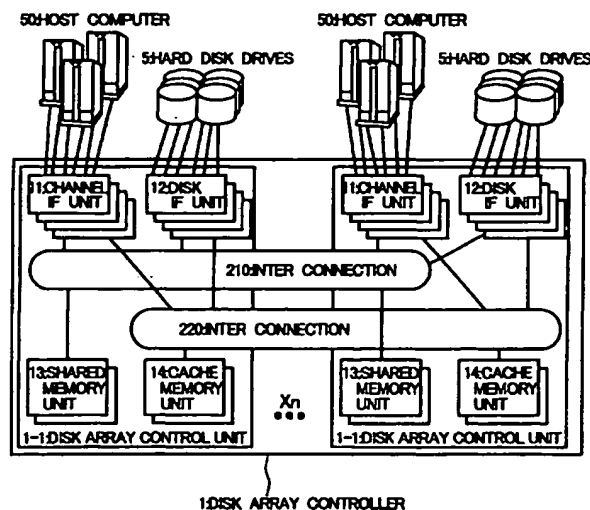 50:HOST COMPUTER
5:HARD DISK DRIVES
50:HOST COMPUTER
5:HARD DISK DRIVES
11:CHANNEL
IF UNIT
12:DISK
IF UNIT
11:CHANNEL
IF UNIT
12:DISK
IF UNIT
210:INTER CONNECTION
220:INTER CONNECTION
13:SHARED
MEMORY
UNIT
14:CACHE
MEMORY
UNIT
Xn
•••
13:SHARED
MEMORY
UNIT
14:CACHE
MEMORY
UNIT
1-1:DISK ARRAY CONTROL UNIT
1-1:DISK ARRAY CONTROL UNIT
1:DISK ARRAY CONTROLLER